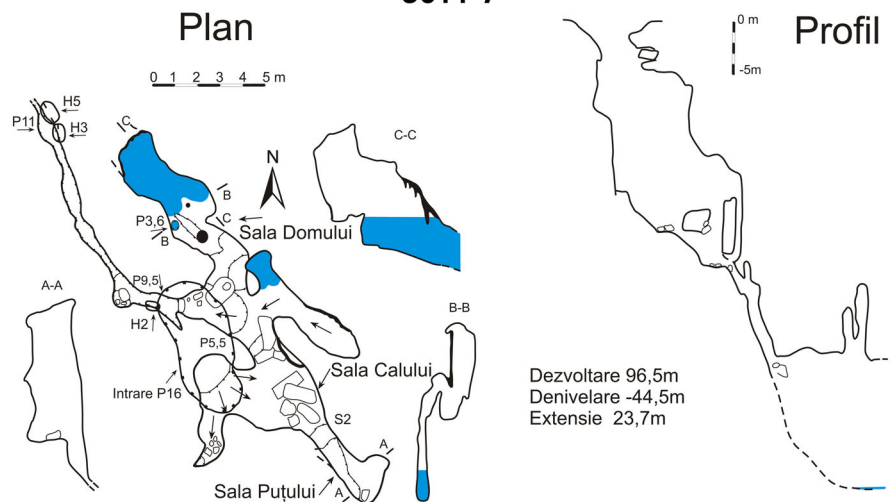 Plan
Profil
0 1 2 3 4 5 m
0 m
-5m
H5
P11
H3
C
C-C
N
B
C
P3,6
Sala Domului
B
A-A
P9,5
B-B
H2
P5,5
Sala Calului
Intrare P16
Dezvoltare 96,5m
Denivelare -44,5m
Extensie 23,7m
S2
A
Sala Puțului
A